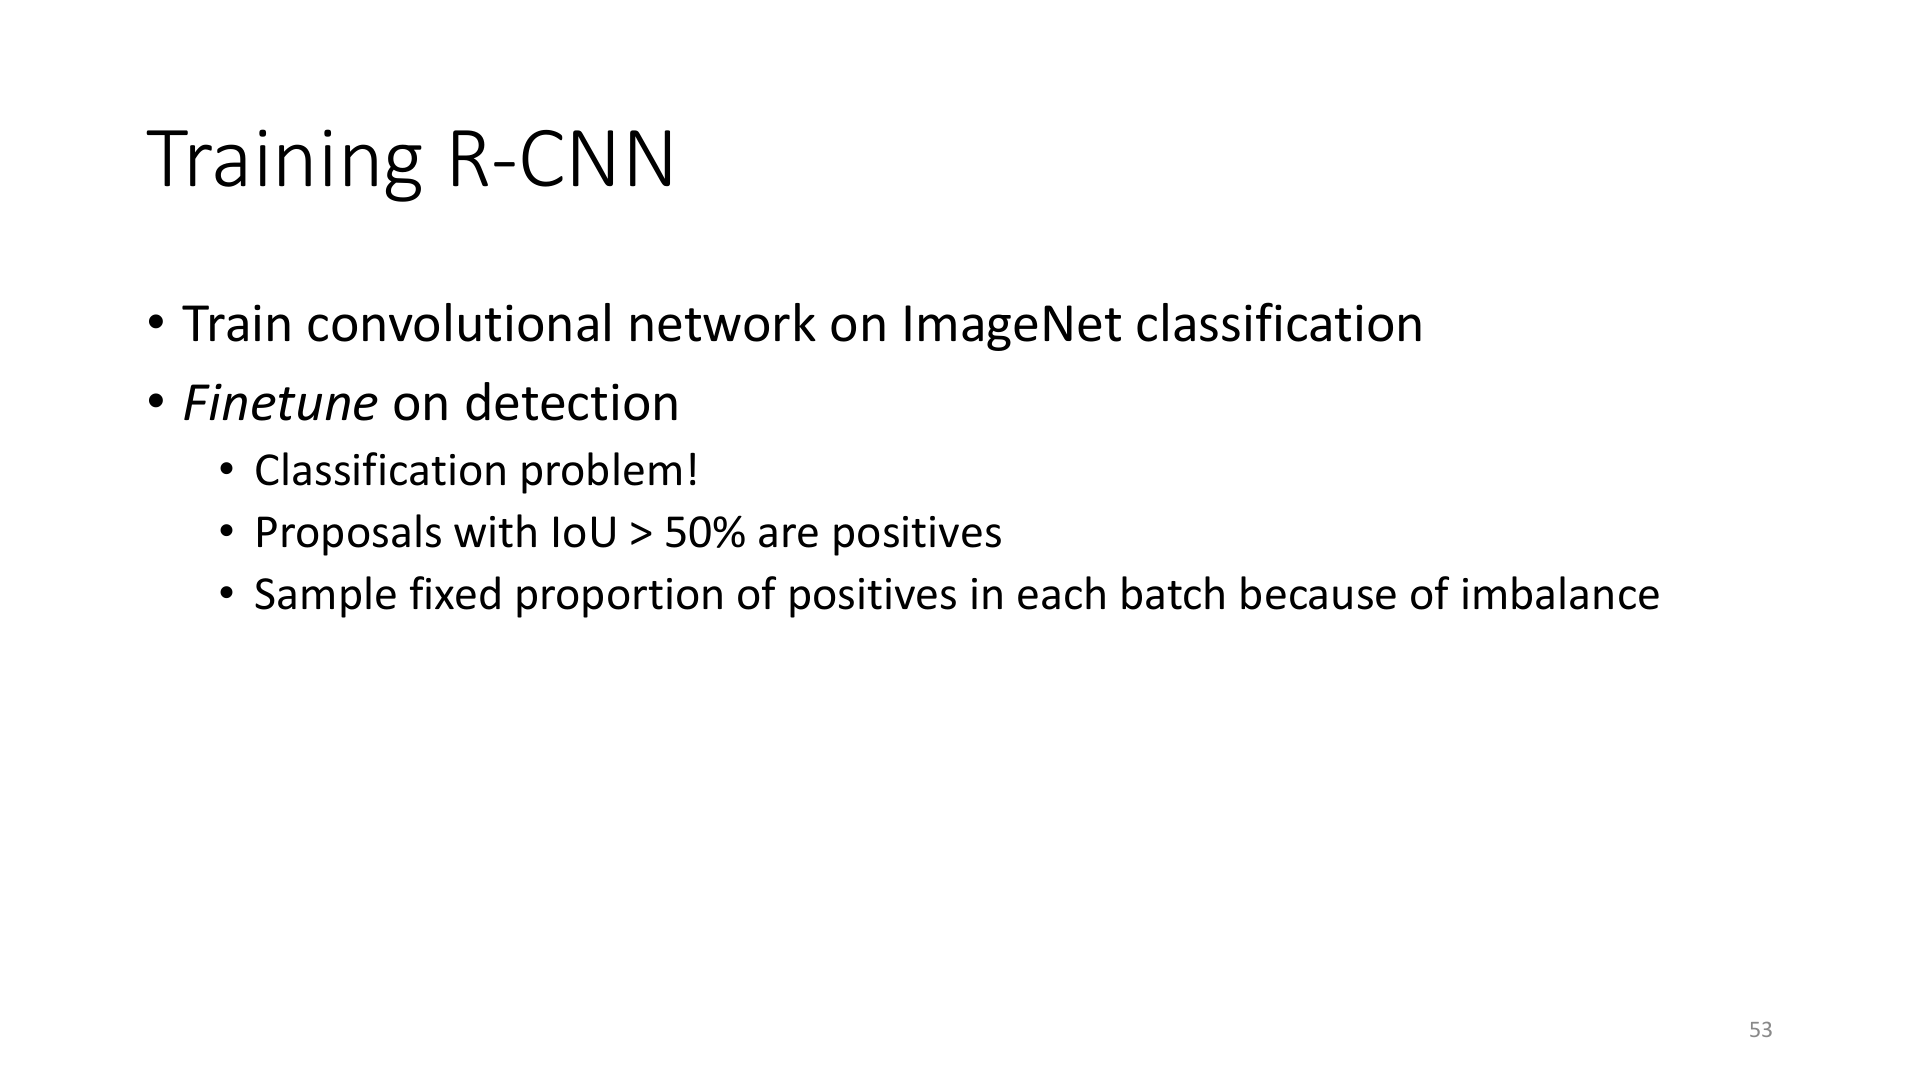 Training R-CNN
• Train convolutional network on ImageNet classification
• Finetune on detection
• Classification problem!
• Proposals with IoU > 50% are positives
• Sample fixed proportion of positives in each batch because of imbalance
53